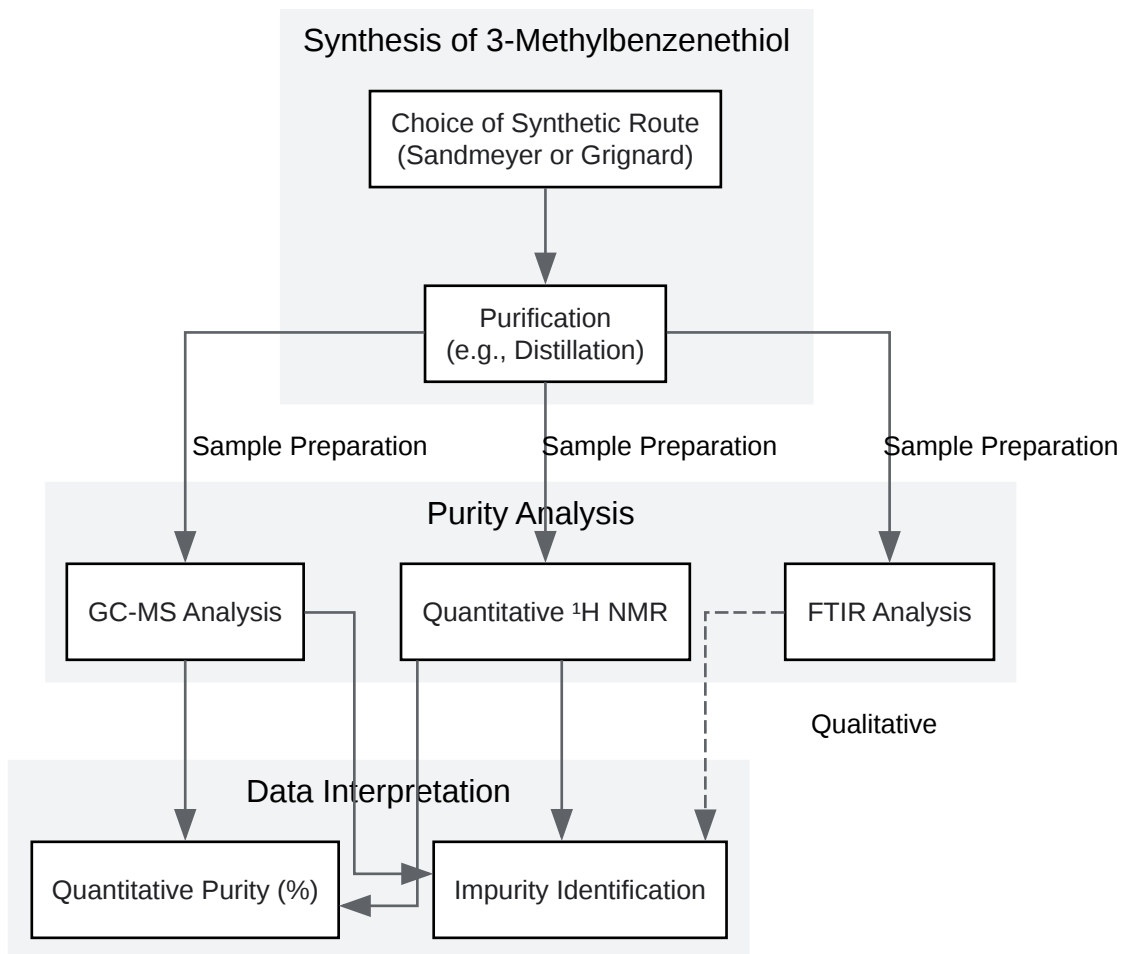 Synthesis of 3-Methylbenzenethiol
Choice of Synthetic Route
(Sandmeyer or Grignard)
Purification
(e.g., Distillation)
Sample Preparation
Sample Preparation
Sample Preparation
Purity Analysis
GC-MS Analysis
Quantitative ¹H NMR
FTIR Analysis
Qualitative
Data Interpretation
Quantitative Purity (%)
Impurity Identification